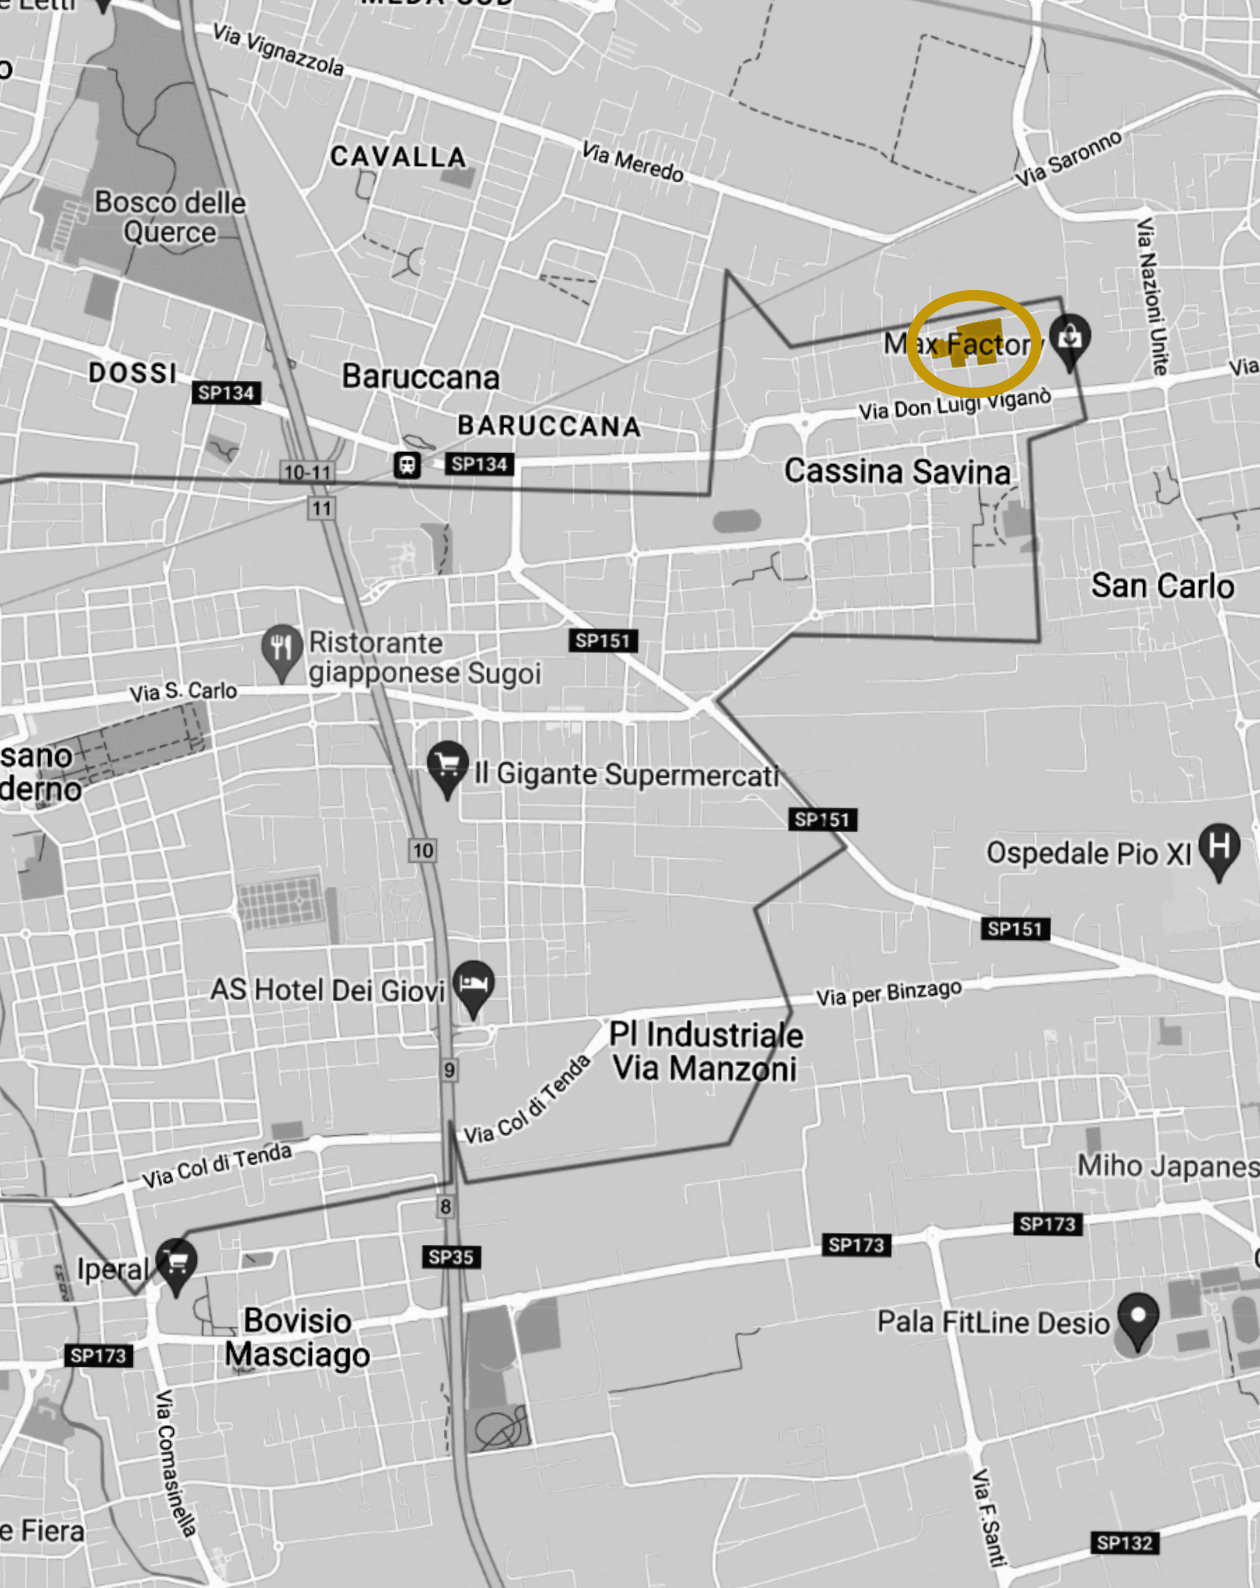 MEDA SUD
Via Vignazzola
CAVALLA
Via Meredo
Via Saronno
Bosco delle
Querce
Via Nazioni Unite
Max Factory
DOSSI
SP134
Baruccana
BARUCCANA
Via Don Luigi Viganò
Via
SP134
10-11
11
Cassina Savina
San Carlo
SP151
Ristorante
giapponese Sugoi
Via S. Carlo
sano
derno
Il Gigante Supermercati
SP151
10
Ospedale Pio XI
H
SP151
AS Hotel Dei Giovi
Via per Binzago
Pl Industriale
Via Manzoni
9
Via Col di Tenda
Via Col di Tenda
Miho Japanes
8
SP173
SP173
SP35
Iperal
Bovisio
Masciago
Pala FitLine Desio
SP173
Via Comasinella
Via F.Santi
e Fiera
SP132